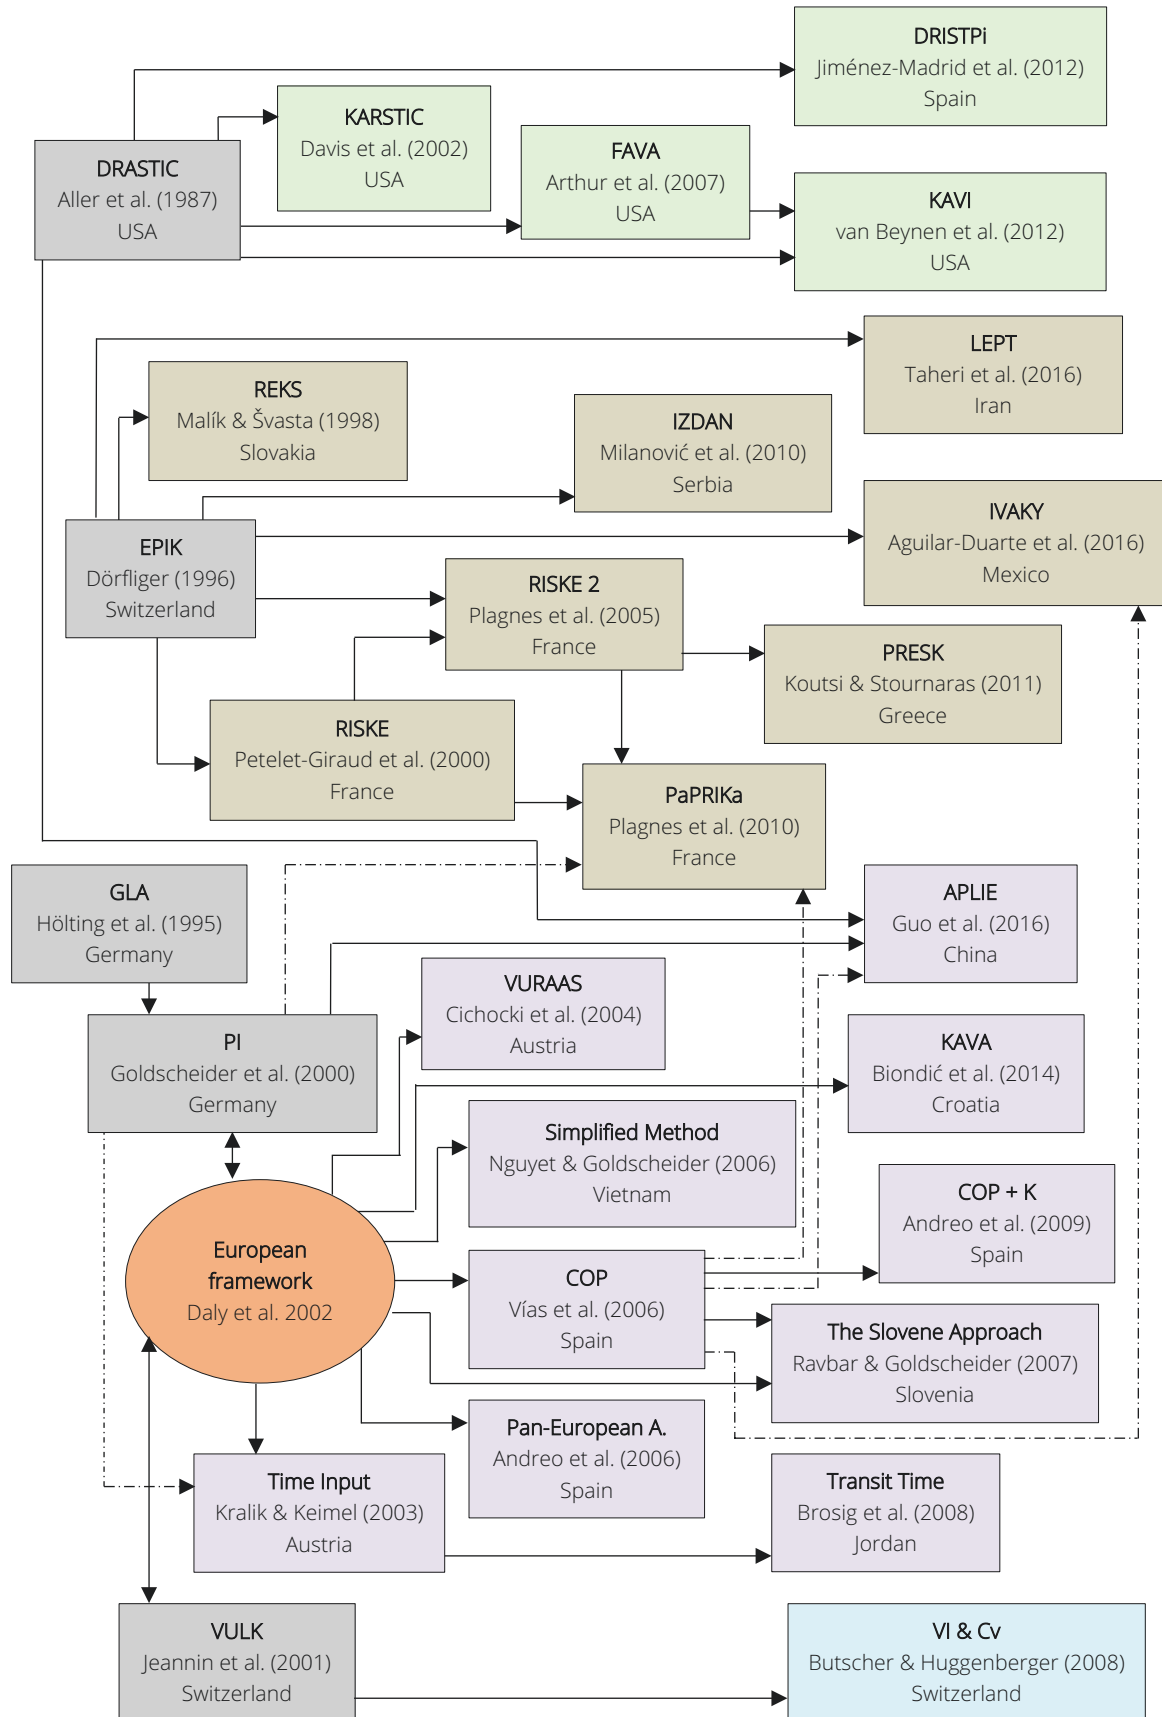 DRISTPi
Jiménez-Madrid et al. (2012)
Spain
KARSTIC
Davis et al. (2002)
USA
FAVA
Arthur et al. (2007)
USA
DRASTIC
Aller et al. (1987)
USA
KAVI
van Beynen et al. (2012)
USA
LEPT
Taheri et al. (2016)
Iran
REKS
Malík & Švasta (1998)
Slovakia
IZDAN
Milanović et al. (2010)
Serbia
IVAKY
Aguilar-Duarte et al. (2016)
Mexico
EPIK
Dörfliger (1996)
Switzerland
RISKE 2
Plagnes et al. (2005)
France
PRESK
Koutsi & Stournaras (2011)
Greece
RISKE
Petelet-Giraud et al. (2000)
France
PaPRIKa
Plagnes et al. (2010)
France
GLA
Hölting et al. (1995)
Germany
APLIE
Guo et al. (2016)
China
VURAAS
Cichocki et al. (2004)
Austria
PI
Goldscheider et al. (2000)
Germany
KAVA
Biondić et al. (2014)
Croatia
Simplified Method
Nguyet & Goldscheider (2006)
Vietnam
COP + K
Andreo et al. (2009)
Spain
European
framework
Daly et al. 2002
COP
Vías et al. (2006)
Spain
The Slovene Approach
Ravbar & Goldscheider (2007)
Slovenia
Pan-European A.
Andreo et al. (2006)
Spain
Time Input
Kralik & Keimel (2003)
Austria
Transit Time
Brosig et al. (2008)
Jordan
VULK
Jeannin et al. (2001)
Switzerland
VI & Cv
Butscher & Huggenberger (2008)
Switzerland